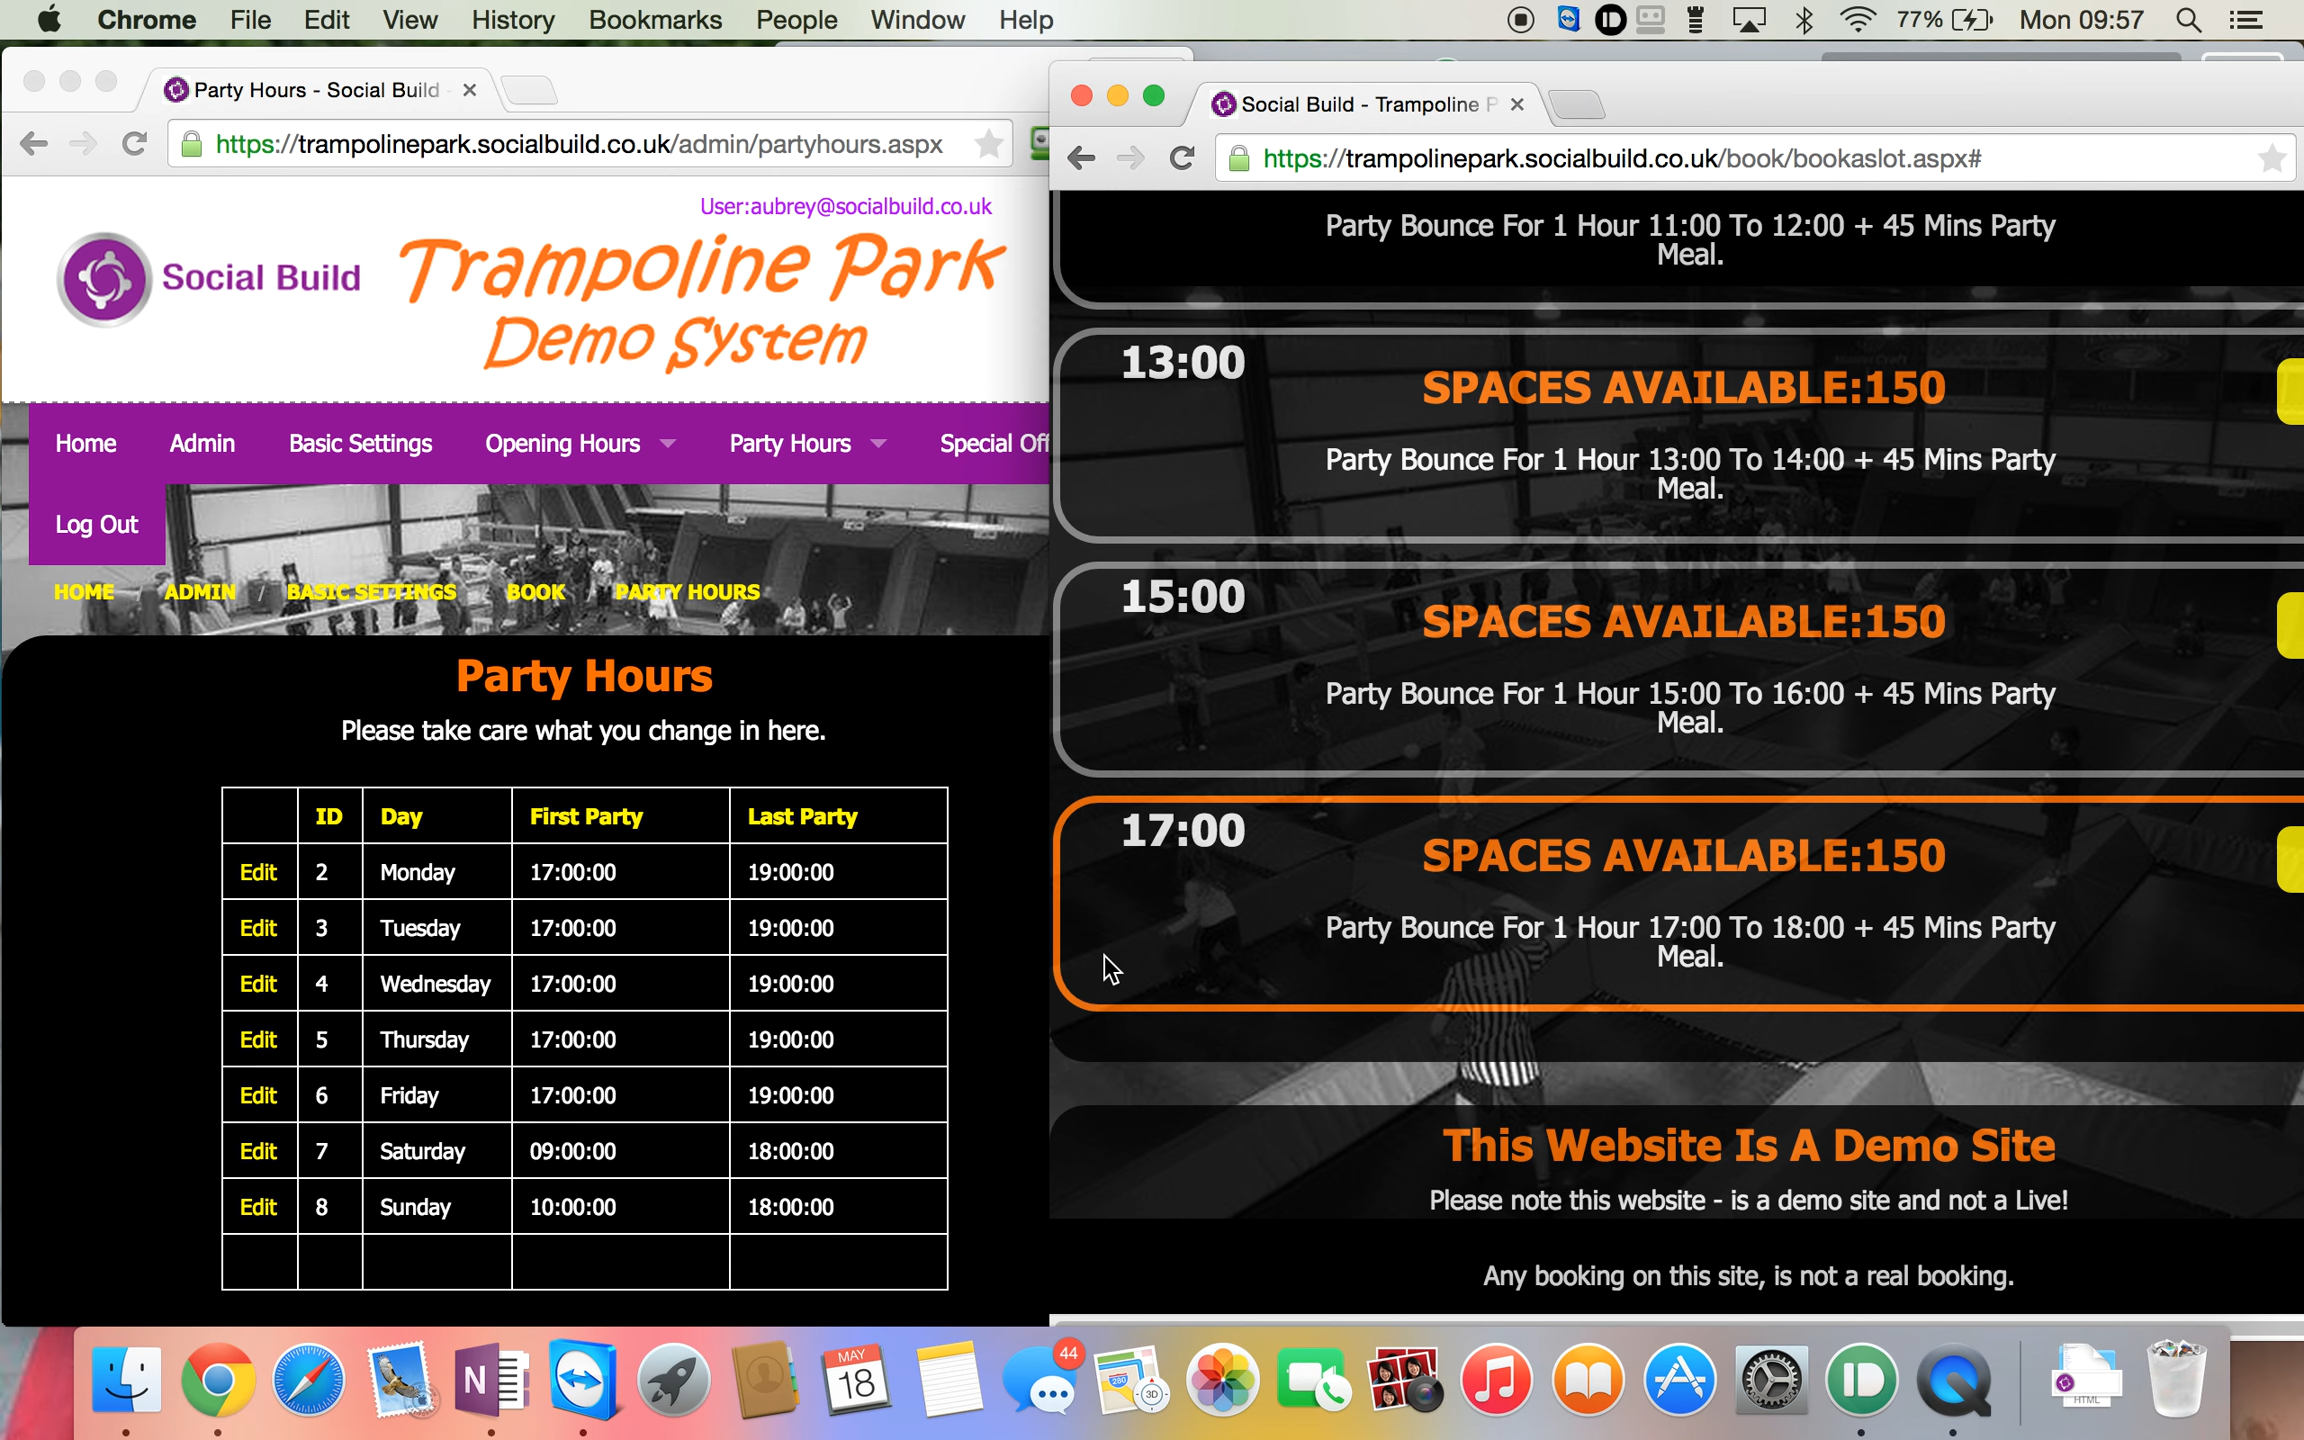 Chrome File Edit View History Bookmarks People Window Help 77% Mon 09:57
Party Hours - Social Build
https://trampolinepark.socialbuild.co.uk/admin/partyhours.aspx
User:aubrey@socialbuild.co.uk
Social Build
Trampoline Park
Demo System
Home Admin Basic Settings Opening Hours Party Hours Special Off
Log Out
HOME ADMIN / BASIC SETTINGS BOOK PARTY HOURS
Party Hours
Please take care what you change in here.
ID Day First Party Last Party
Edit 2 Monday 17:00:00 19:00:00
Edit 3 Tuesday 17:00:00 19:00:00
Edit 4 Wednesday 17:00:00 19:00:00
Edit 5 Thursday 17:00:00 19:00:00
Edit 6 Friday 17:00:00 19:00:00
Edit 7 Saturday 09:00:00 18:00:00
Edit 8 Sunday 10:00:00 18:00:00
Social Build - Trampoline P
https://trampolinepark.socialbuild.co.uk/book/bookaslot.aspx#
Party Bounce For 1 Hour 11:00 To 12:00 + 45 Mins Party
Meal.
13:00
SPACES AVAILABLE:150
Party Bounce For 1 Hour 13:00 To 14:00 + 45 Mins Party
Meal.
15:00
SPACES AVAILABLE:150
Party Bounce For 1 Hour 15:00 To 16:00 + 45 Mins Party
Meal.
17:00
SPACES AVAILABLE:150
Party Bounce For 1 Hour 17:00 To 18:00 + 45 Mins Party
Meal.
This Website Is A Demo Site
Please note this website - is a demo site and not a Live!
Any booking on this site, is not a real booking.
N
MAY
18
44
280
3D
HTML